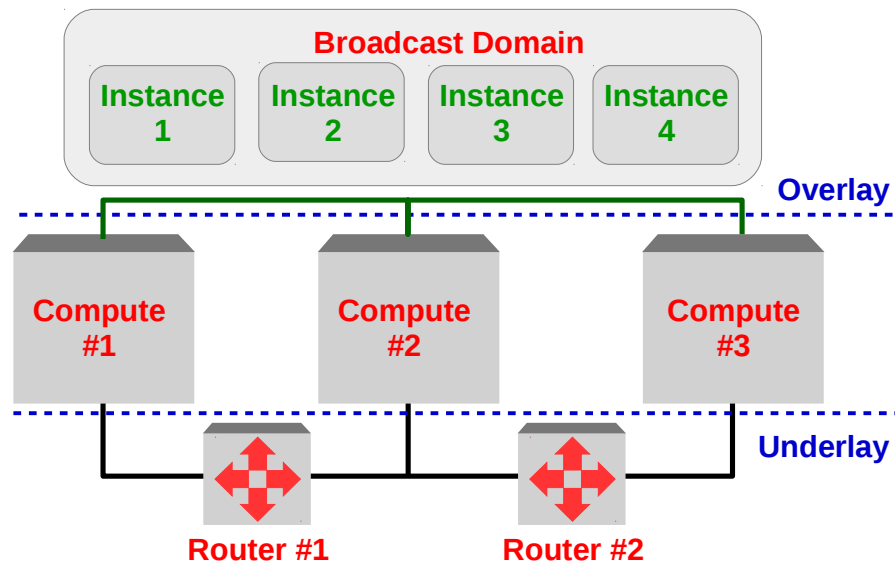 Broadcast Domain
Instance
1
Instance
2
Instance
3
Instance
4
Overlay
Compute
#1
Compute
#2
Compute
#3
Underlay
Router #1
Router #2